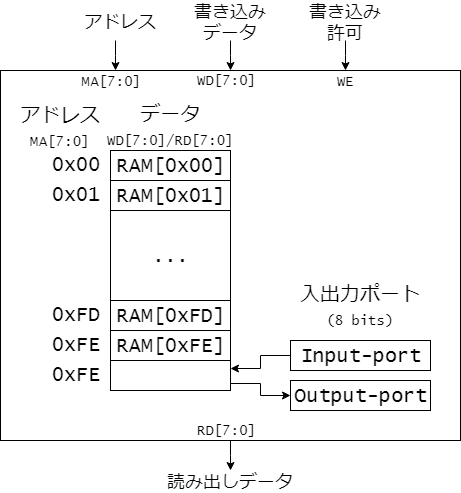 アドレス
書き込み
データ
書き込み
許可
MA[7:0]
WD[7:0]
WE
アドレス
データ
MA[7:0]
WD[7:0]/RD[7:0]
0x00
RAM[0x00]
0x01
RAM[0x01]
...
0xFD
RAM[0xFD]
0xFE
RAM[0xFE]
0xFE
入出力ポート
(8 bits)
Input-port
Output-port
RD[7:0]
読み出しデータ